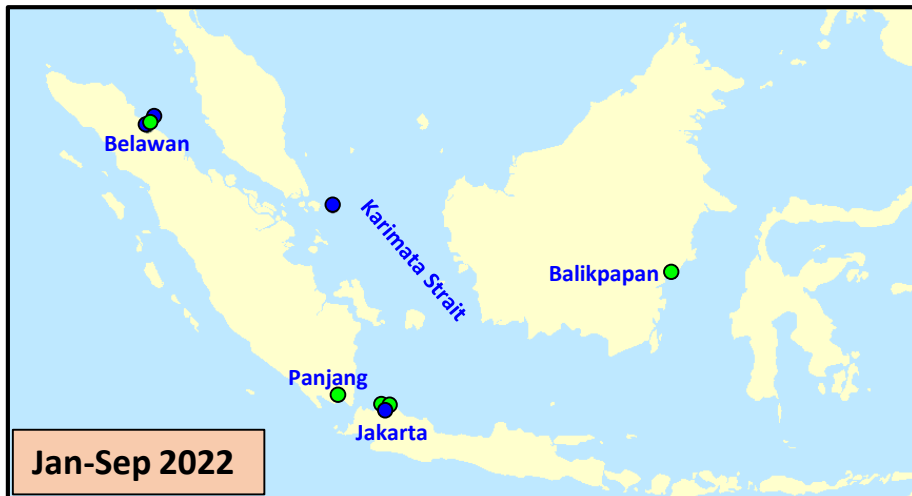 Belawan
Karimata Strait
Balikpapan
Panjang
Jakarta
Jan-Sep 2022